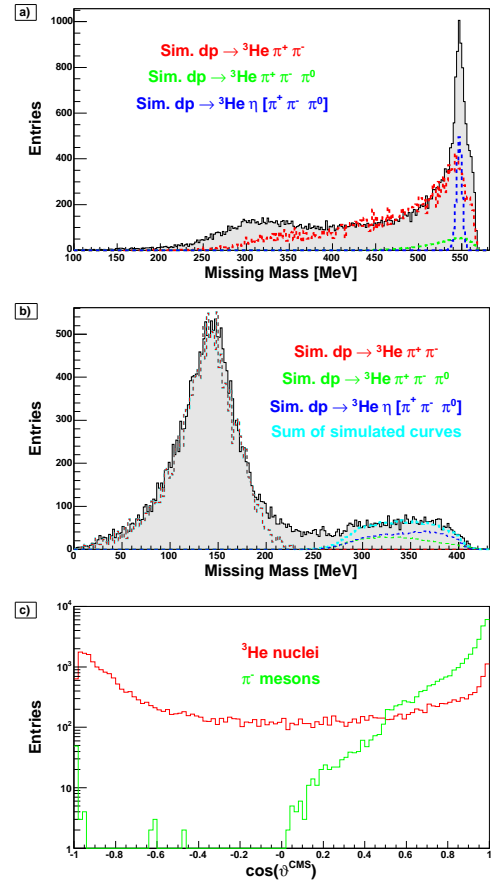 a)
1000
800
600
400
200
0
Entries
Sim. dp → ³He π⁺ π⁻
Sim. dp → ³He π⁺ π⁻ π⁰
Sim. dp → ³He η [π⁺ π⁻ π⁰]
100 150 200 250 300 350 400 450 500 550
Missing Mass [MeV]
b)
500
400
300
200
100
0
Entries
Sim. dp → ³He π⁺ π⁻
Sim. dp → ³He π⁺ π⁻ π⁰
Sim. dp → ³He η [π⁺ π⁻ π⁰]
Sum of simulated curves
0 50 100 150 200 250 300 350 400
Missing Mass [MeV]
c)
10⁴
10³
10²
10
1
Entries
³He nuclei
π⁻ mesons
-1 -0.8 -0.6 -0.4 -0.2 -0 0.2 0.4 0.6 0.8 1
cos(ϑᶜᴹˢ)